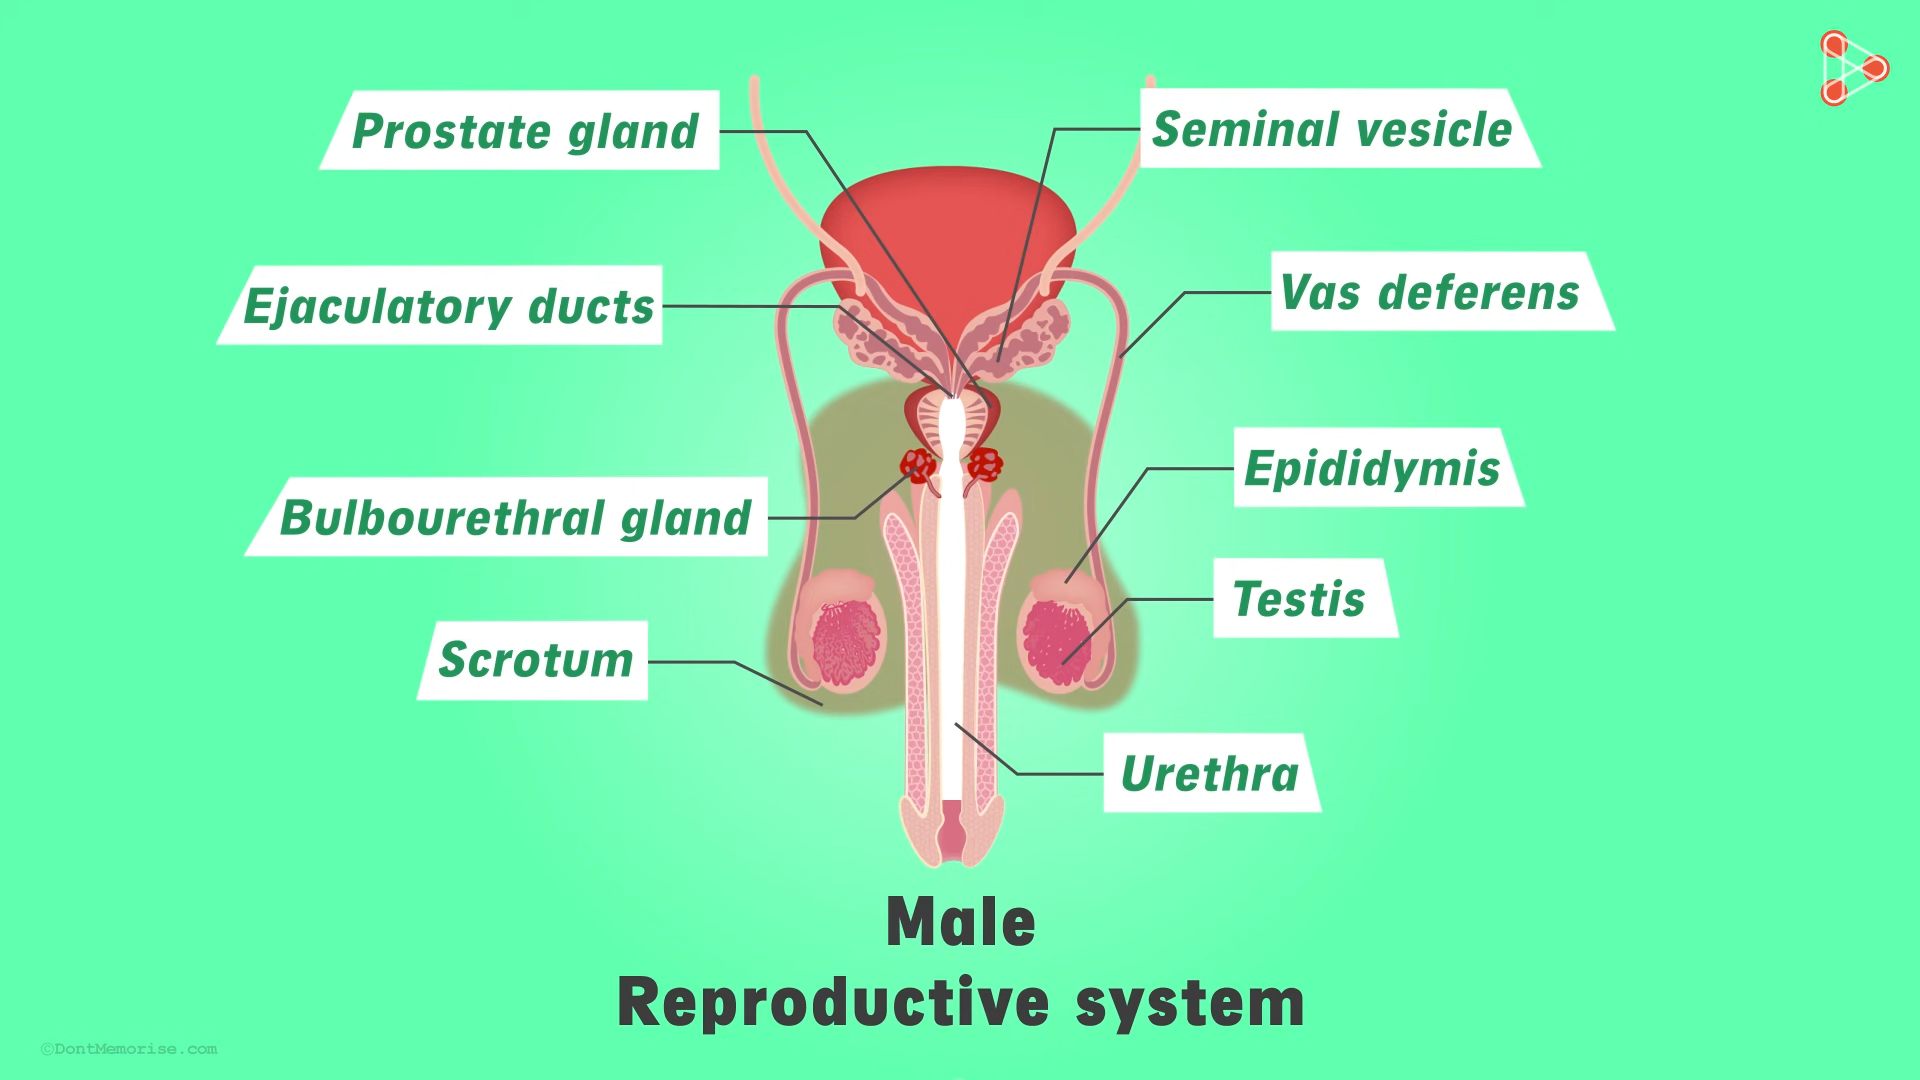 Prostate gland
Seminal vesicle
Ejaculatory ducts
Vas deferens
Epididymis
Bulbourethral gland
Testis
Scrotum
Urethra
Male
Reproductive system
©DontMemorise.com